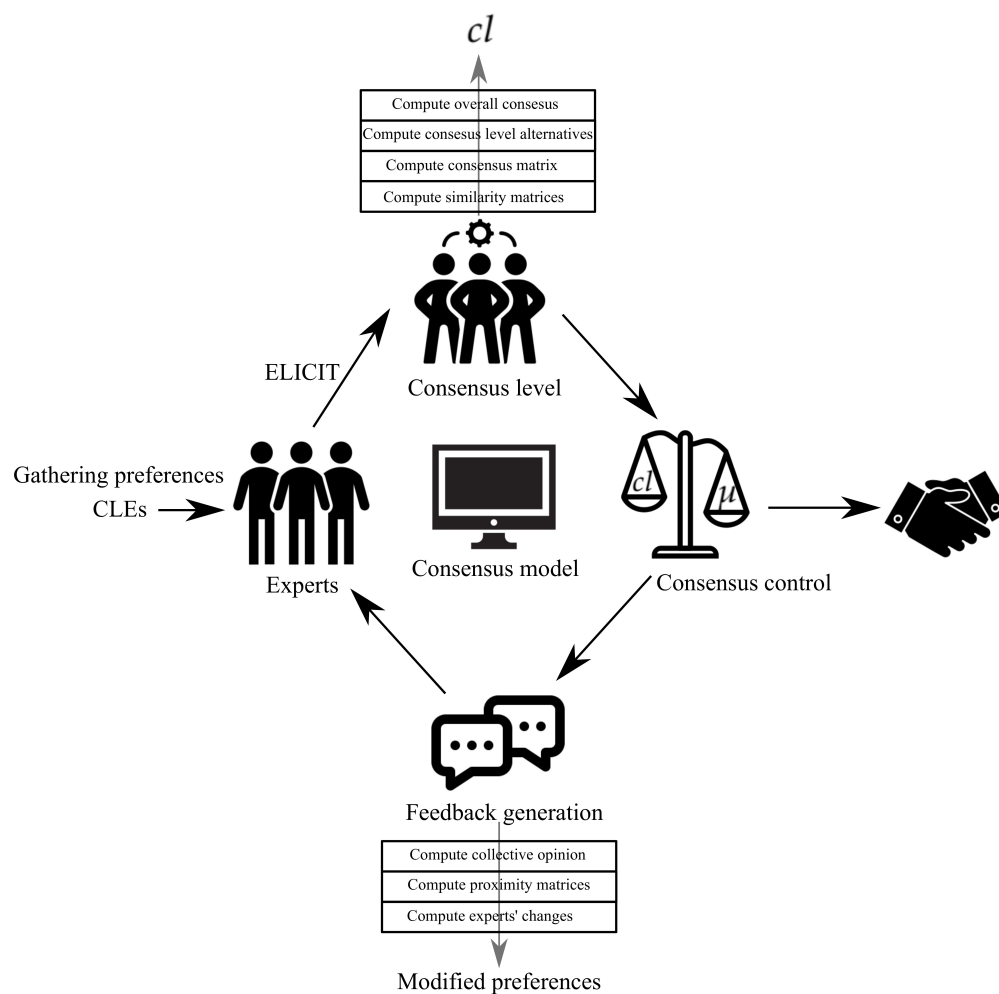 cl
Compute overall consesus
Compute consesus level alternatives
Compute consensus matrix
Compute similarity matrices
ELICIT
Consensus level
Gathering preferences
CLEs
Experts
Consensus model
cl
μ
Consensus control
Feedback generation
Compute collective opinion
Compute proximity matrices
Compute experts' changes
Modified preferences